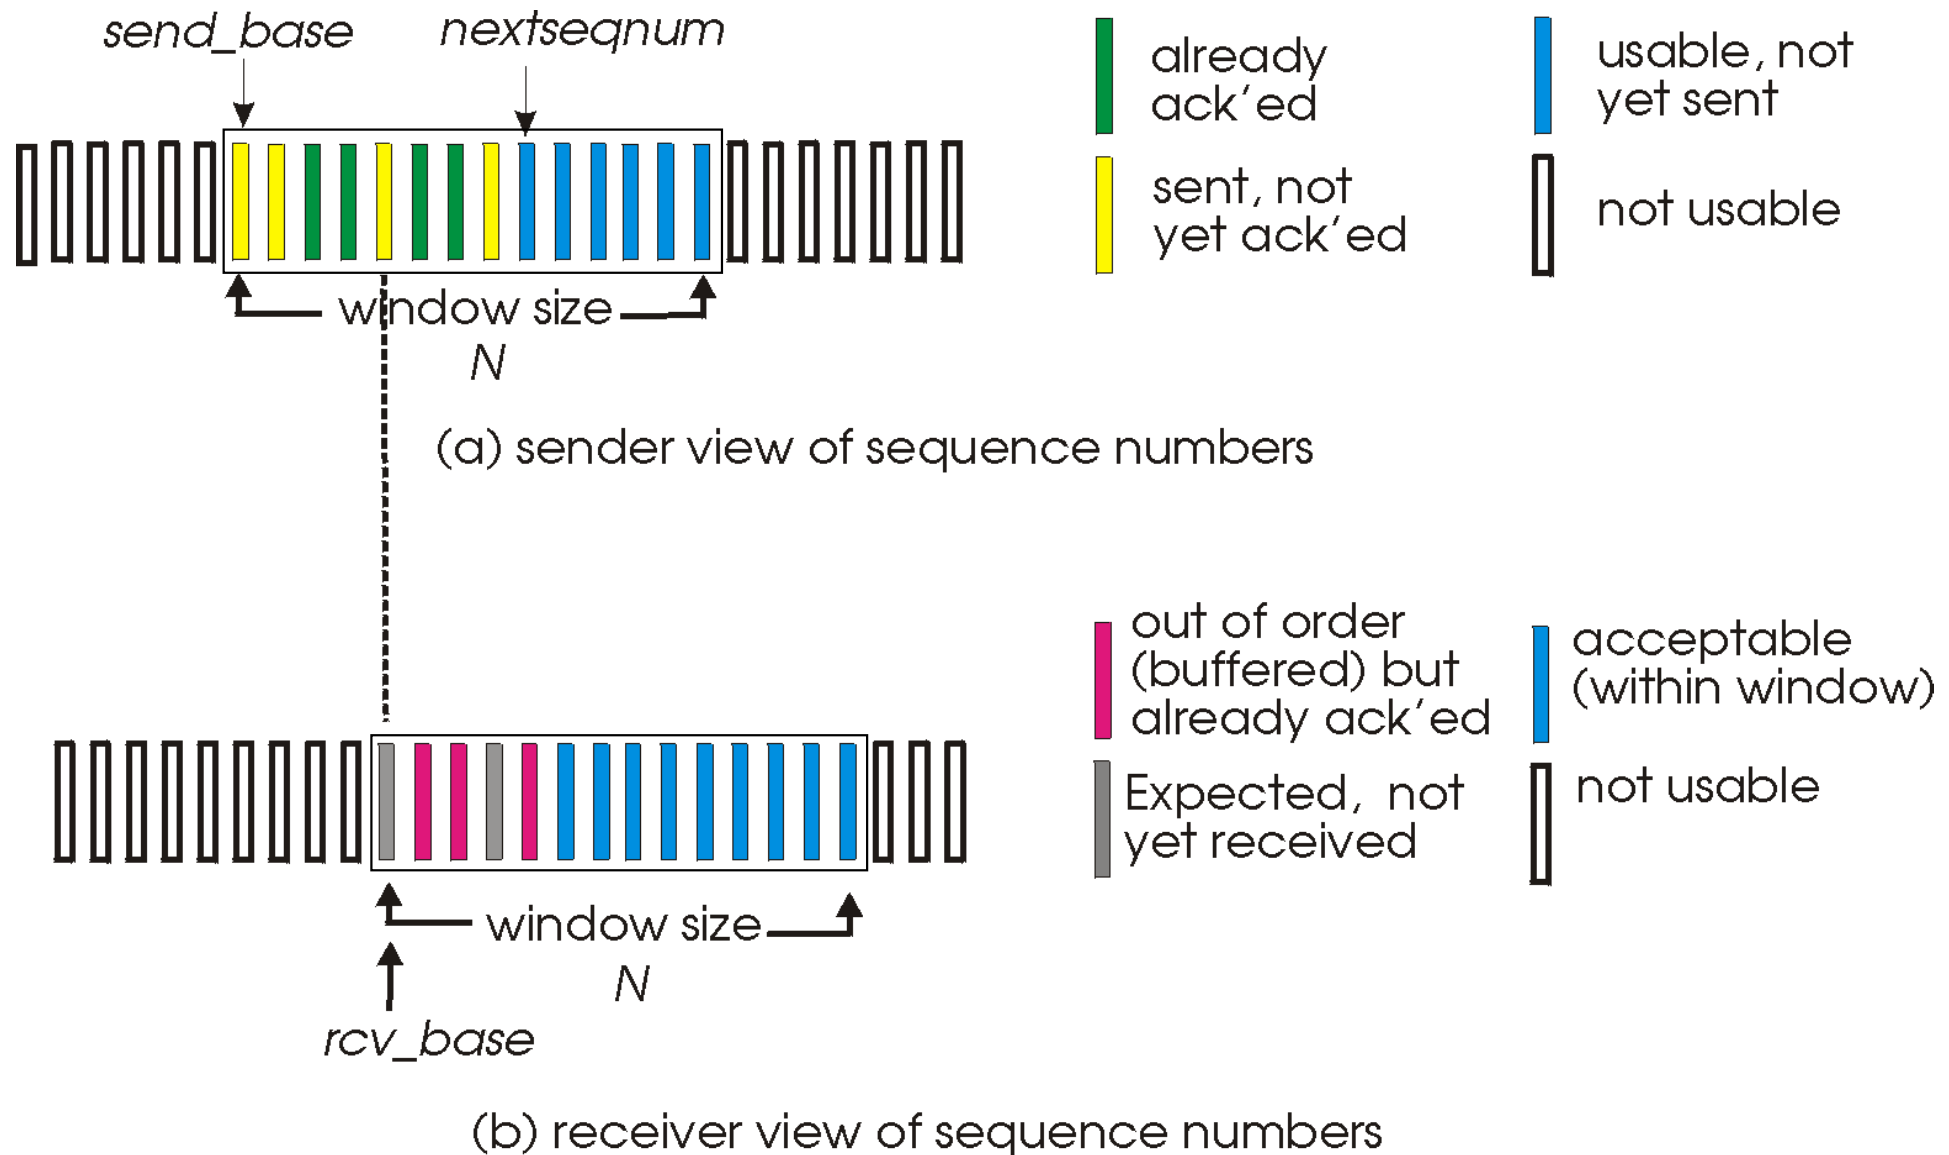 send_base
nextseqnum
already
ack'ed
usable, not
yet sent
sent, not
yet ack'ed
not usable
window size
N
(a) sender view of sequence numbers
out of order
(buffered) but
already ack'ed
acceptable
(within window)
Expected, not
yet received
not usable
window size
N
rcv_base
(b) receiver view of sequence numbers